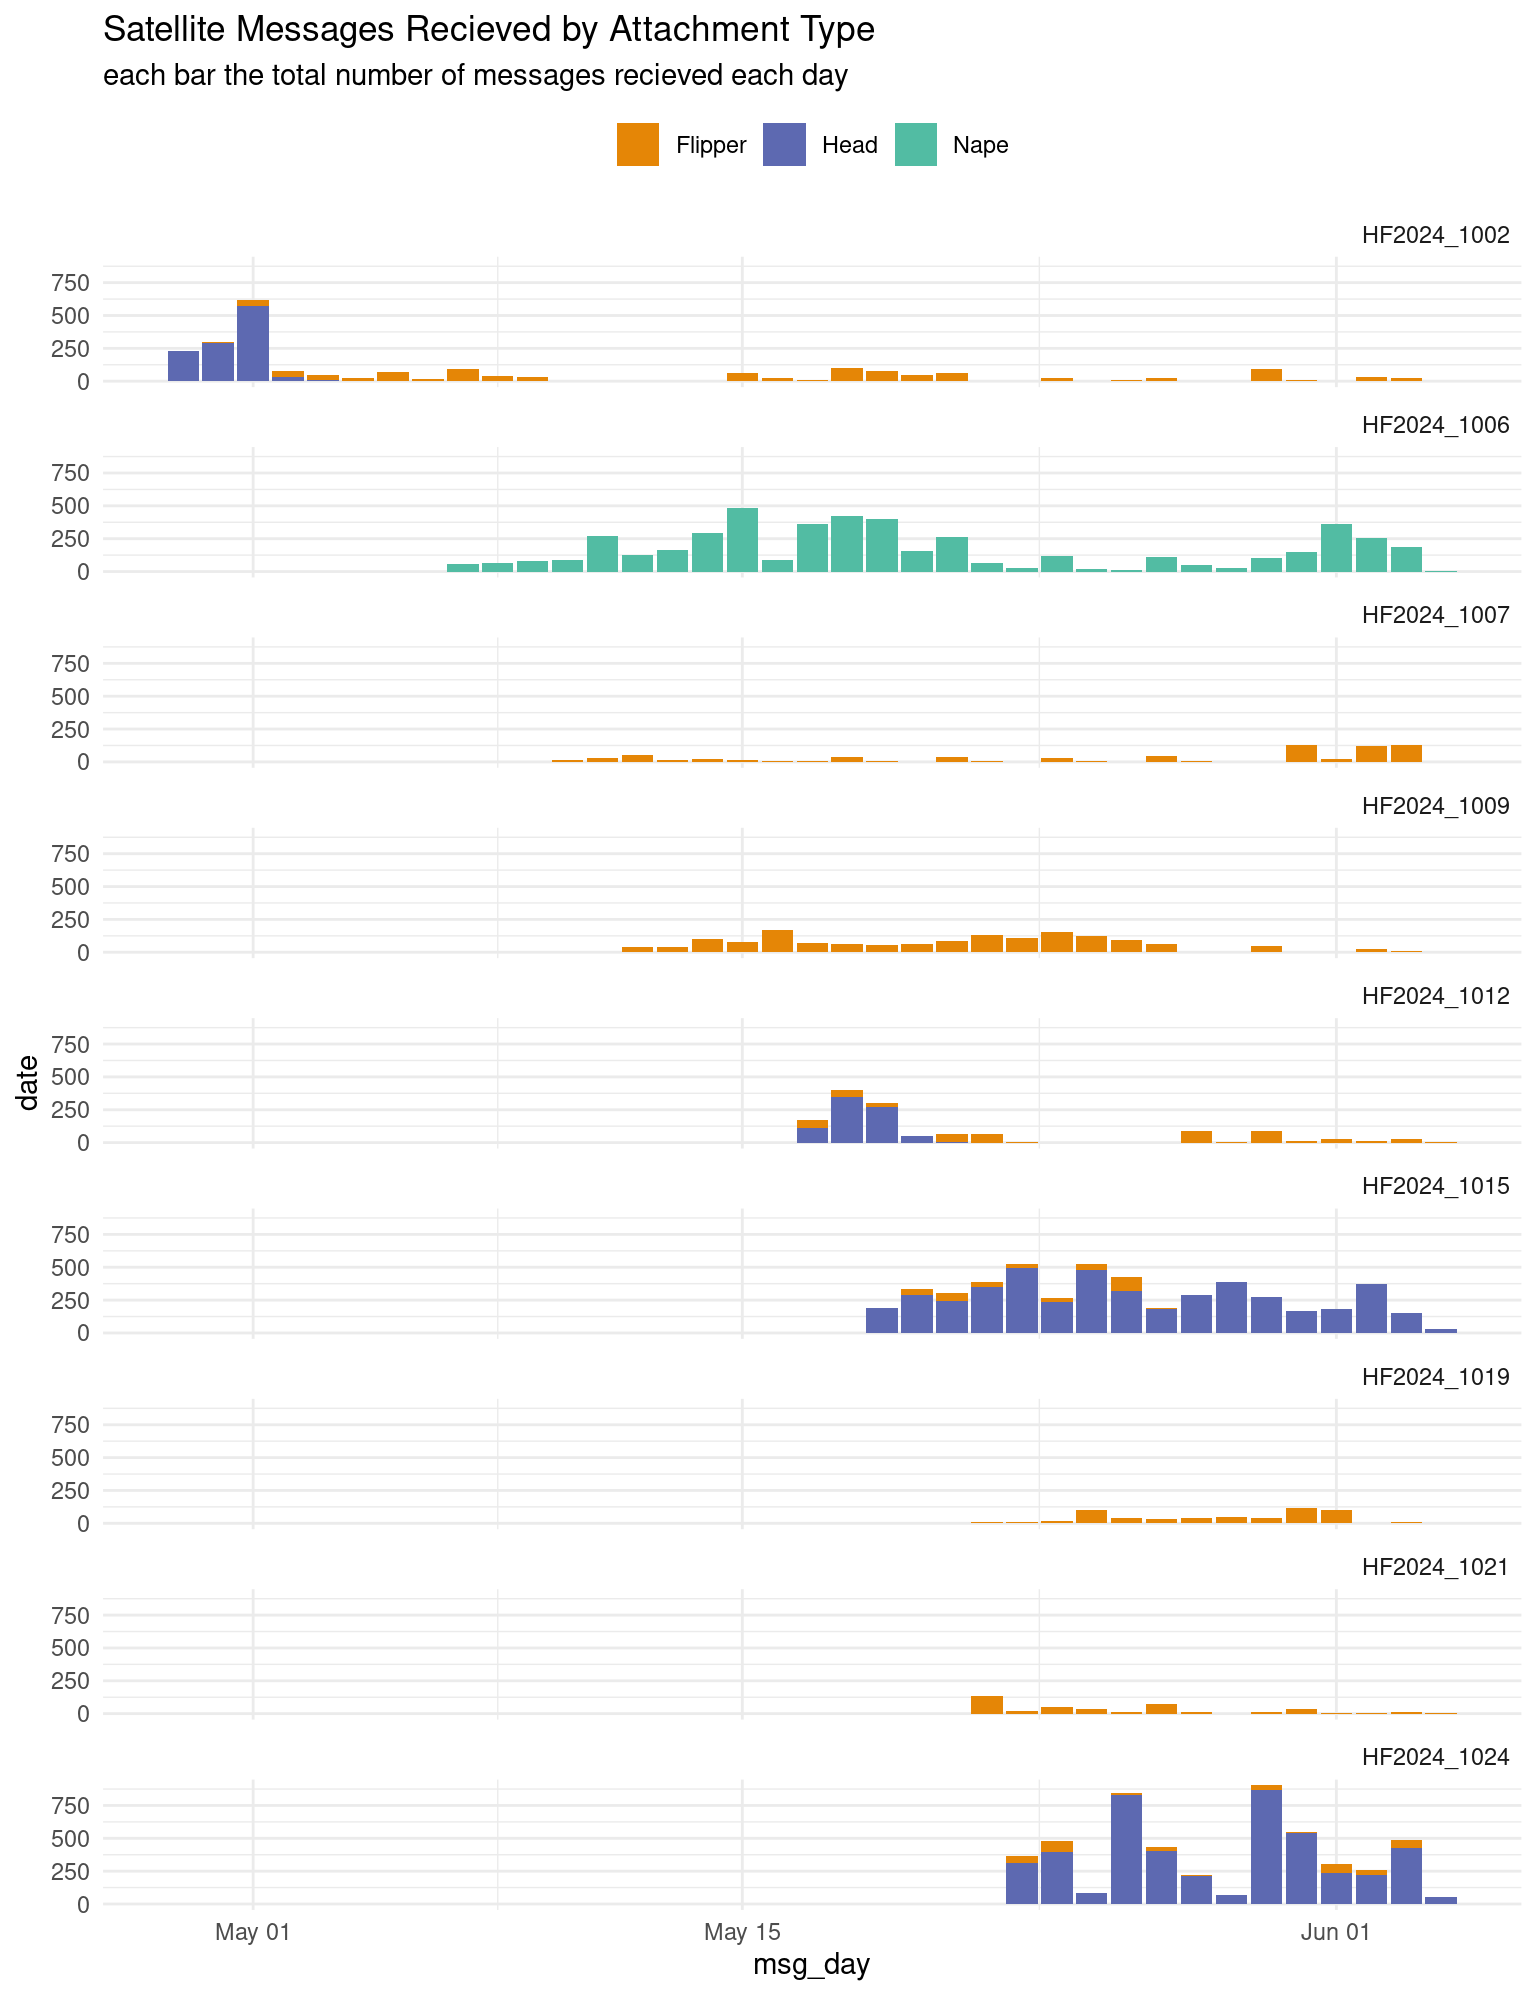 Satellite Messages Recieved by Attachment Type
each bar the total number of messages recieved each day
Flipper Head Nape
HF2024_1002
750
500
250
0
HF2024_1006
750
500
250
0
HF2024_1007
750
500
250
0
HF2024_1009
750
500
250
0
HF2024_1012
750
500
250
0
date
HF2024_1015
750
500
250
0
HF2024_1019
750
500
250
0
HF2024_1021
750
500
250
0
HF2024_1024
750
500
250
0
May 01 May 15 Jun 01
msg_day